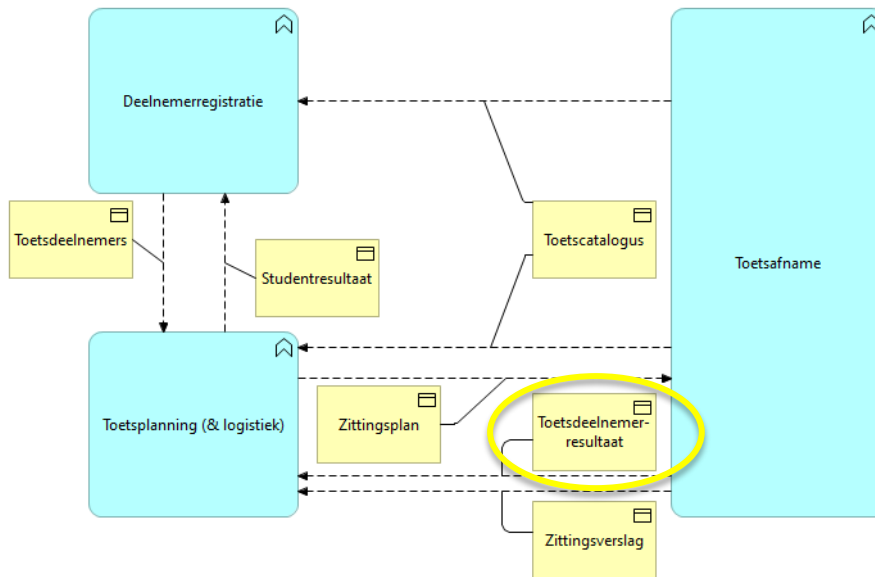 Deelnemerregistratie
Toetsdeelnemers
Studentresultaat
Toetscatalogus
Toetsafname
Toetsplanning (& logistiek)
Zittingsplan
Toetsdeelnemer-
resultaat
Zittingsverslag